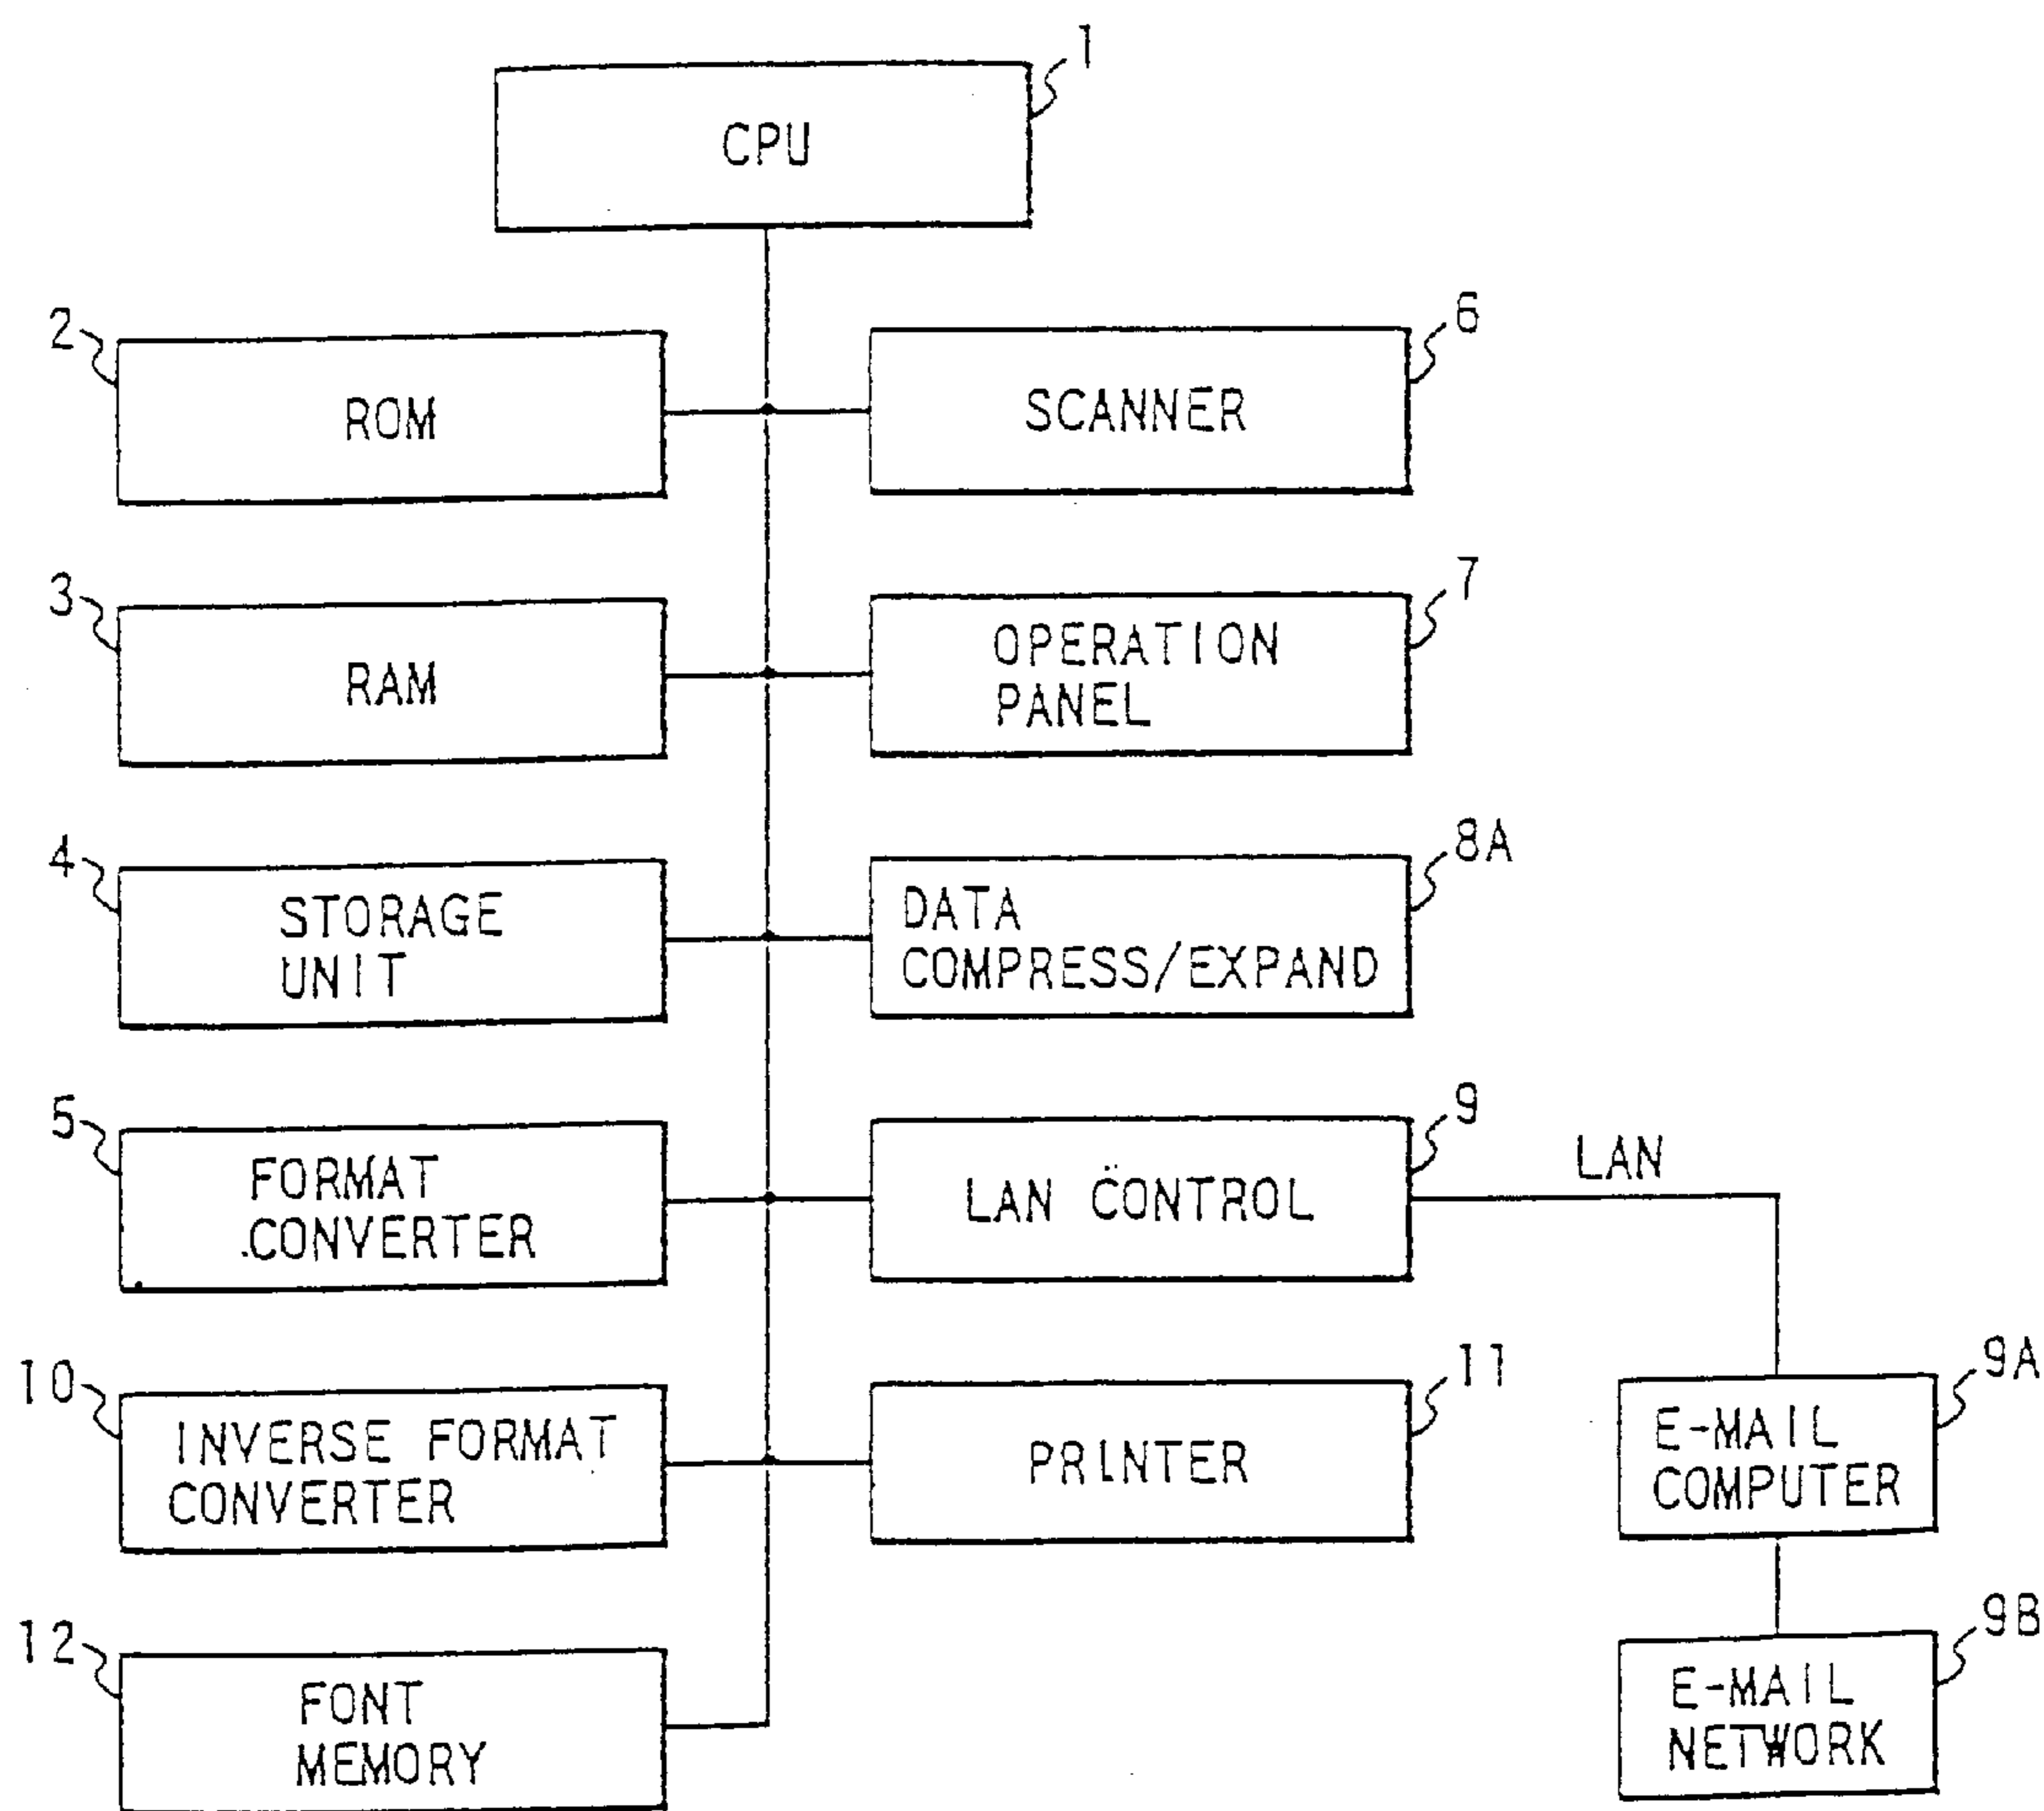 1
CPU
2
ROM
6
SCANNER
3
RAM
7
OPERATION
PANEL
4
STORAGE
UNIT
8A
DATA
COMPRESS/EXPAND
5
FORMAT
CONVERTER
9
LAN CONTROL
LAN
10
INVERSE FORMAT
CONVERTER
11
PRINTER
9A
E-MAIL
COMPUTER
12
FONT
MEMORY
9B
E-MAIL
NETWORK